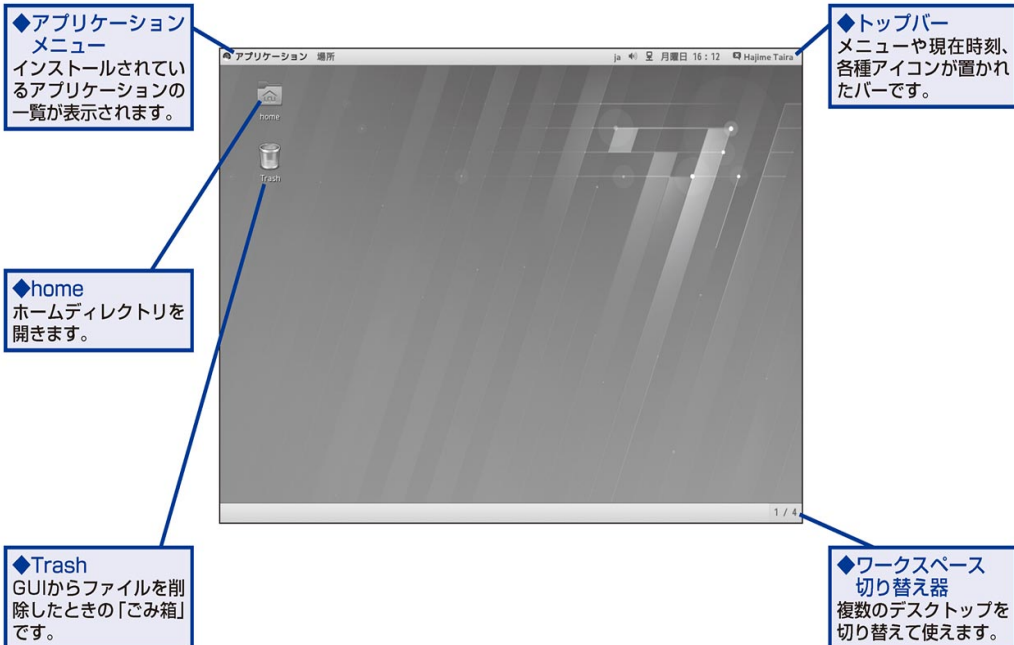 ◆アプリケーション
メニュー
インストールされてい
るアプリケーションの
一覧が表示されます。
◆トップバー
メニューや現在時刻、
各種アイコンが置かれ
たバーです。
アプリケーション 場所
ja 月曜日 16:12 Hajime Taira
home
Trash
◆home
ホームディレクトリを
開きます。
1 / 4
◆Trash
GUIからファイルを削
除したときの「ごみ箱」
です。
◆ワークスペース
切り替え器
複数のデスクトップを
切り替えて使えます。